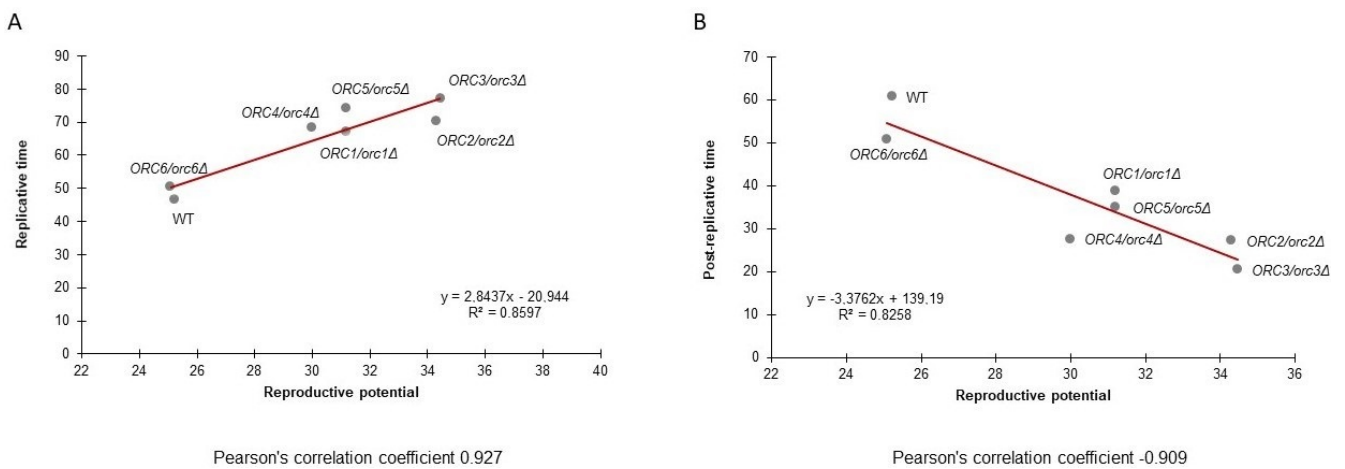 A
90
80
70
60
50
40
30
20
10
0
Replicative time
ORC5/orc5Δ
ORC3/orc3Δ
ORC4/orc4Δ
ORC2/orc2Δ
ORC1/orc1Δ
ORC6/orc6Δ
WT
y = 2.8437x - 20.944
R² = 0.8597
22 24 26 28 30 32 34 36 38 40
Reproductive potential
Pearson's correlation coefficient 0.927
B
70
60
50
40
30
20
10
0
Post-replicative time
WT
ORC6/orc6Δ
ORC1/orc1Δ
ORC5/orc5Δ
ORC4/orc4Δ
ORC2/orc2Δ
ORC3/orc3Δ
y = -3.3762x + 139.19
R² = 0.8258
22 24 26 28 30 32 34 36
Reproductive potential
Pearson's correlation coefficient -0.909